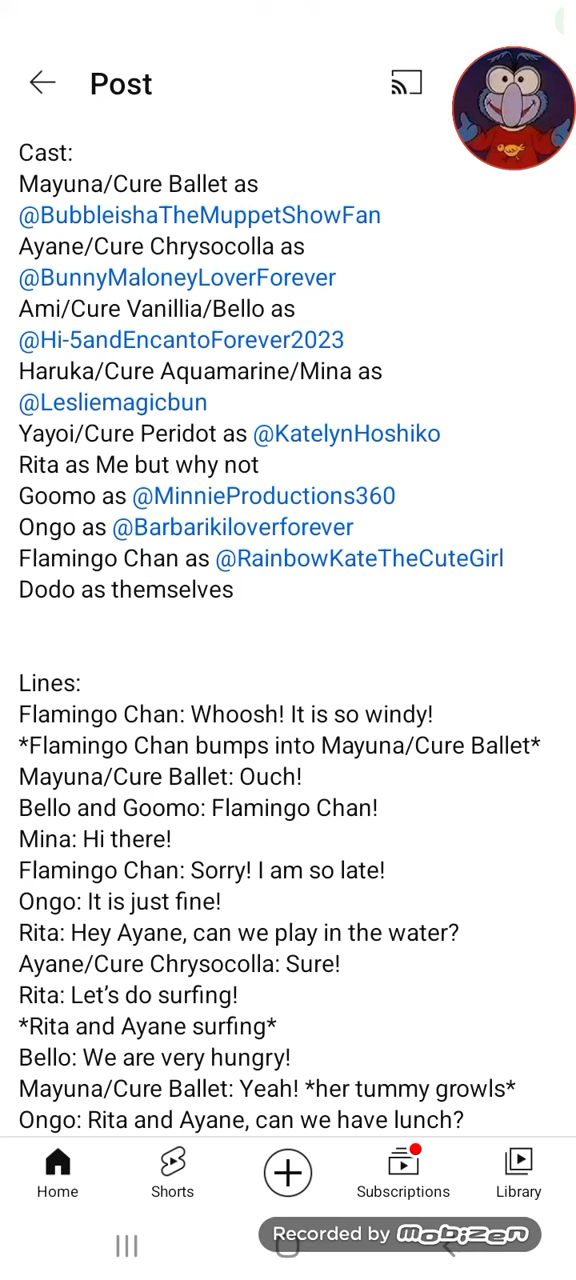 Post
Cast:
Mayuna/Cure Ballet as
@BubbleishaTheMuppetShowFan
Ayane/Cure Chrysocolla as
@BunnyMaloneyLoverForever
Ami/Cure Vanillia/Bello as
@Hi-5andEncantoForever2023
Haruka/Cure Aquamarine/Mina as
@Lesliemagicbun
Yayoi/Cure Peridot as @KatelynHoshiko
Rita as Me but why not
Goomo as @MinnieProductions360
Ongo as @Barbarikiloverforever
Flamingo Chan as @RainbowKateTheCuteGirl
Dodo as themselves
Lines:
Flamingo Chan: Whoosh! It is so windy!
*Flamingo Chan bumps into Mayuna/Cure Ballet*
Mayuna/Cure Ballet: Ouch!
Bello and Goomo: Flamingo Chan!
Mina: Hi there!
Flamingo Chan: Sorry! I am so late!
Ongo: It is just fine!
Rita: Hey Ayane, can we play in the water?
Ayane/Cure Chrysocolla: Sure!
Rita: Let’s do surfing!
*Rita and Ayane surfing*
Bello: We are very hungry!
Mayuna/Cure Ballet: Yeah! *her tummy growls*
Ongo: Rita and Ayane, can we have lunch?
Home
Shorts
Subscriptions
Library
Recorded by mobizen